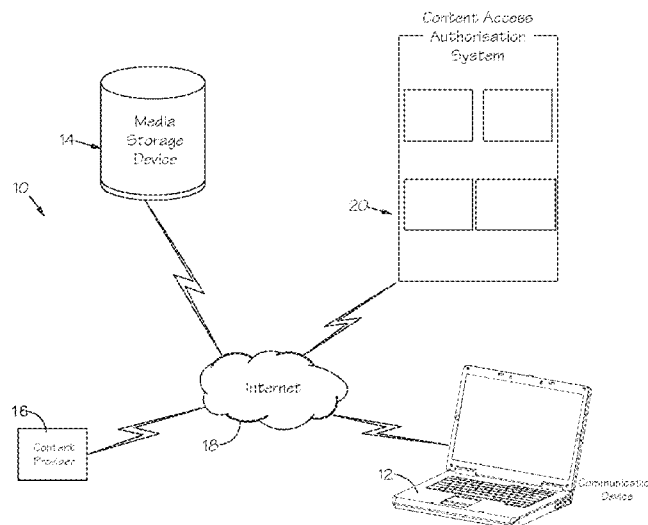 Content Access
Authorisation
System
Media
Storage
Device
14
10
20
Internet
18
16
Content
Provider
12
Communication
Device